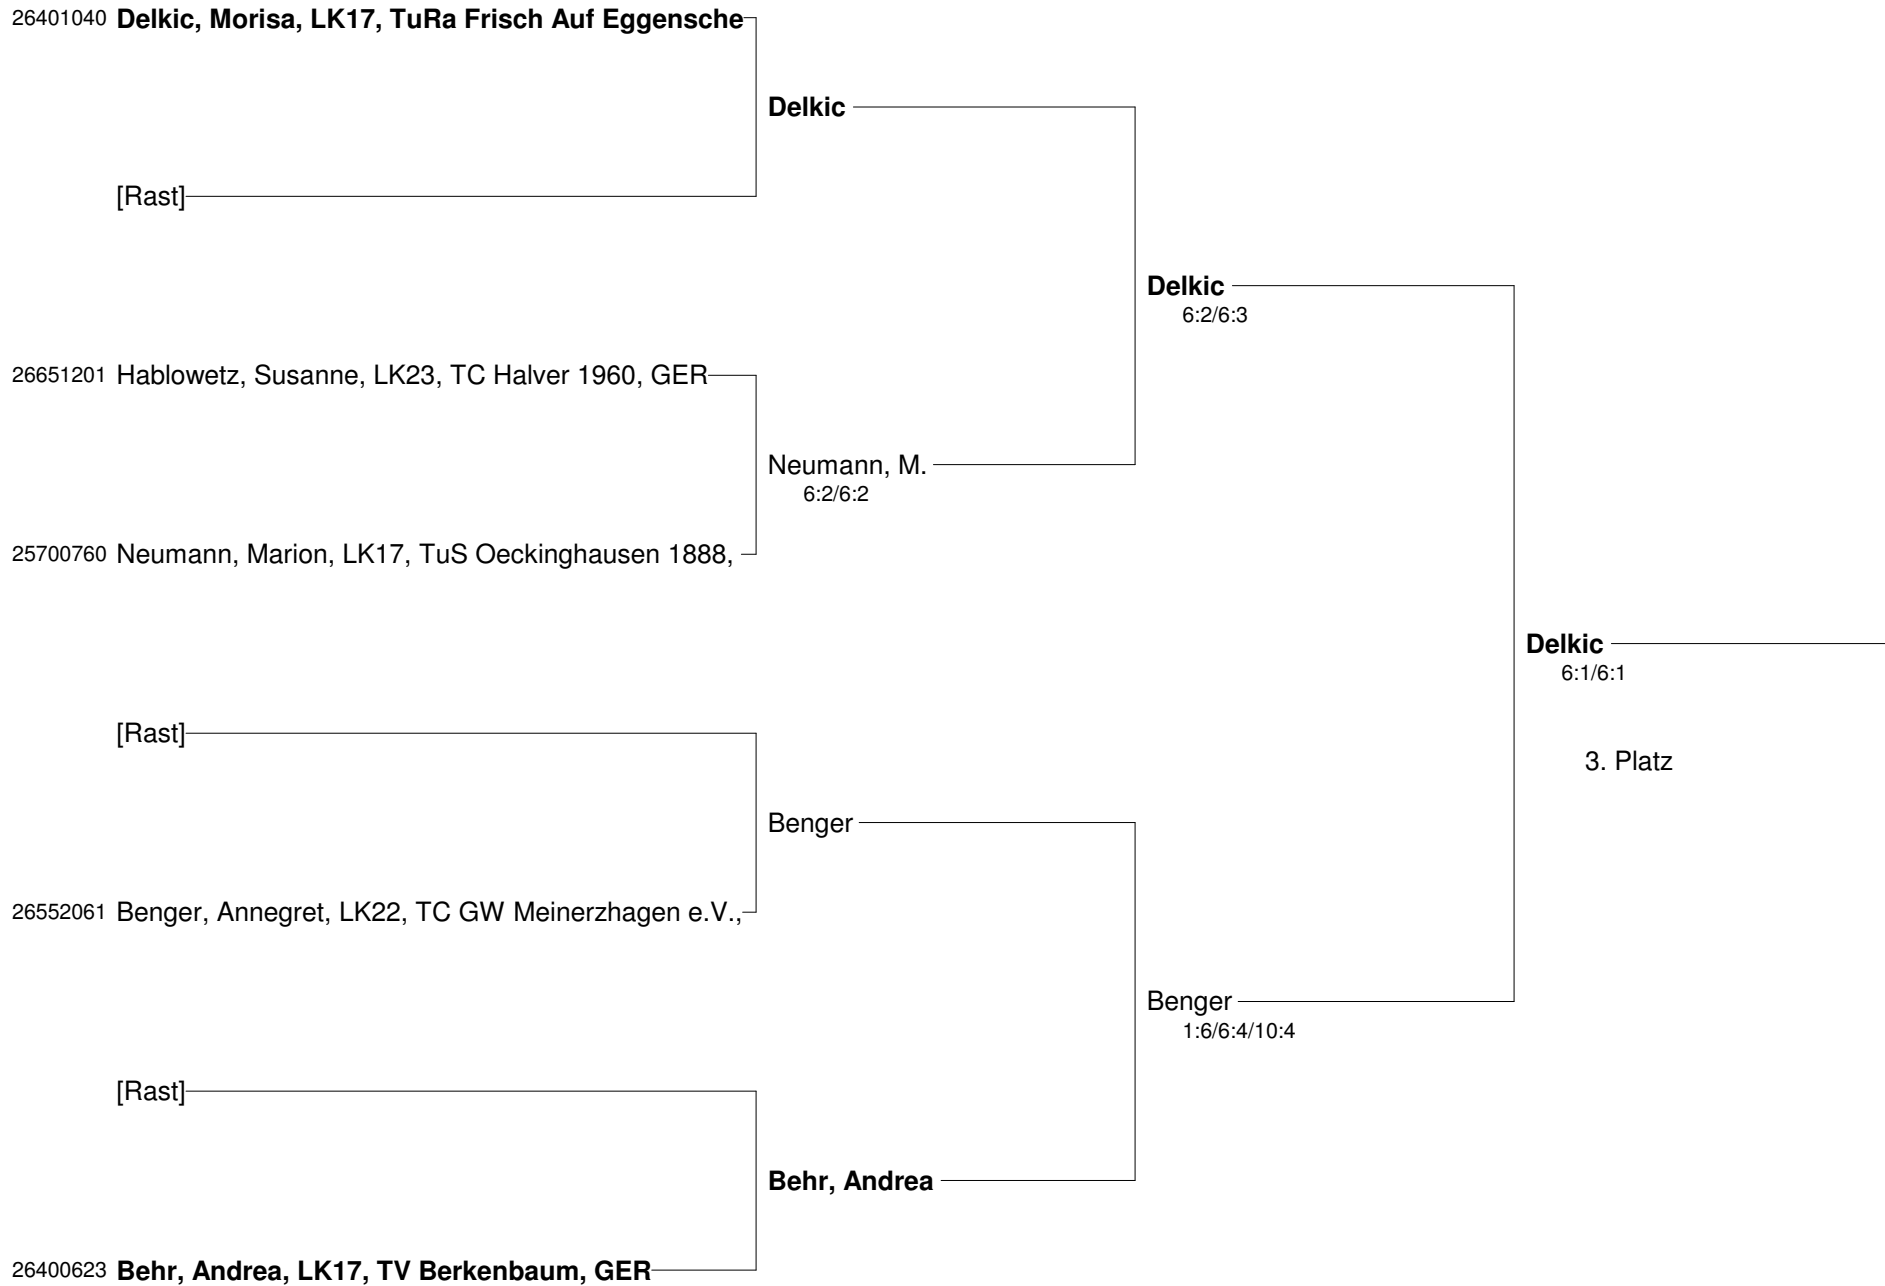 26401040 Delkic, Morisa, LK17, TuRa Frisch Auf Eggensche
Delkic
[Rast]
Delkic
6:2/6:3
26651201 Hablowetz, Susanne, LK23, TC Halver 1960, GER
Neumann, M.
6:2/6:2
25700760 Neumann, Marion, LK17, TuS Oeckinghausen 1888,
Delkic
6:1/6:1
[Rast]
3. Platz
Benger
26552061 Benger, Annegret, LK22, TC GW Meinerzhagen e.V.,
Benger
1:6/6:4/10:4
[Rast]
Behr, Andrea
26400623 Behr, Andrea, LK17, TV Berkenbaum, GER